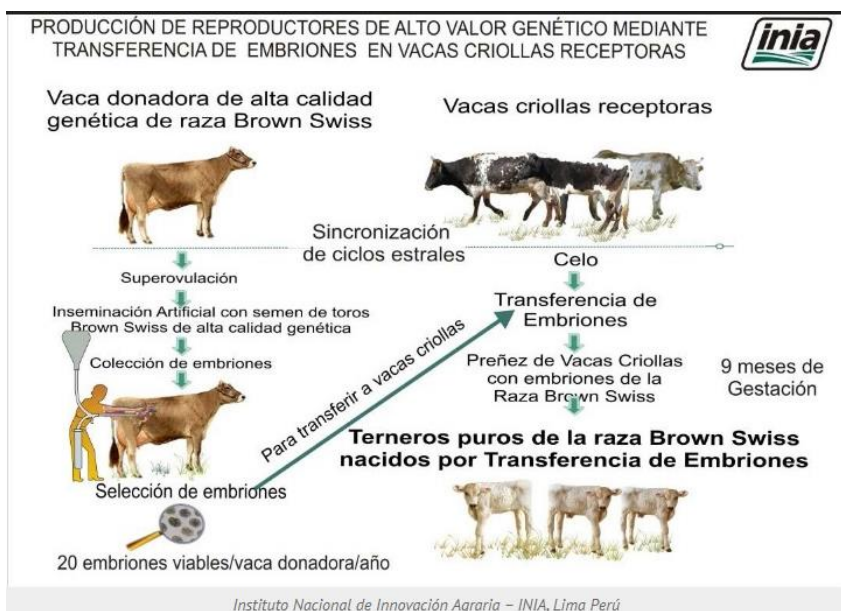 PRODUCCIÓN DE REPRODUCTORES DE ALTO VALOR GENÉTICO MEDIANTE
TRANSFERENCIA DE EMBRIONES EN VACAS CRIOLLAS RECEPTORAS
inia
Vaca donadora de alta calidad
genética de raza Brown Swiss
Vacas criollas receptoras
Sincronización
de ciclos estrales
Superovulación
Inseminación Artificial con semen de toros
Brown Swiss de alta calidad genética
Colección de embriones
Selección de embriones
20 embriones viables/vaca donadora/año
Para transferir a vacas criollas
Celo
Transferencia de
Embriones
Preñez de Vacas Criollas
con embriones de la
Raza Brown Swiss
9 meses de
Gestación
Terneros puros de la raza Brown Swiss
nacidos por Transferencia de Embriones
Instituto Nacional de Innovación Agraria – INIA, Lima Perú